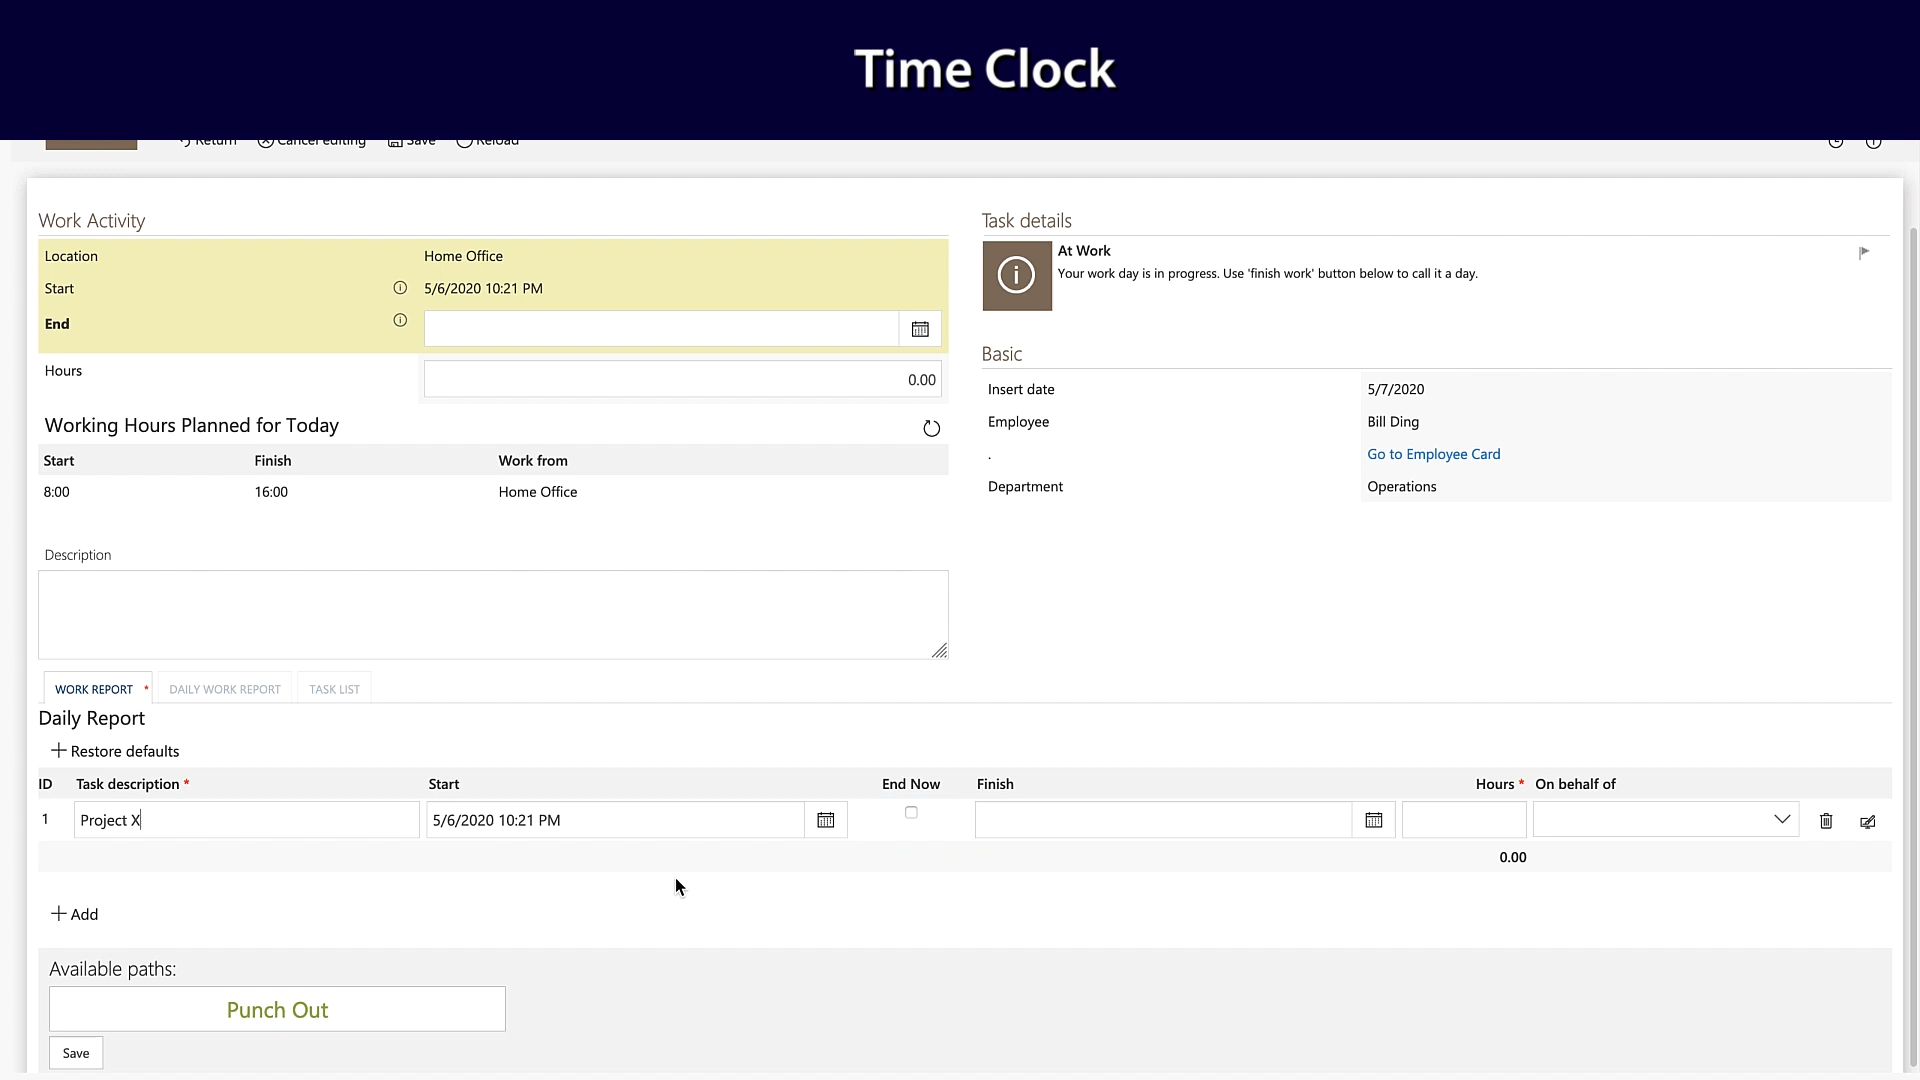 Time Clock
Return Cancel editing Save Reload
Work Activity
Location Home Office
Start 5/6/2020 10:21 PM
End
Hours 0.00
Working Hours Planned for Today
Start Finish Work from
8:00 16:00 Home Office
Description
Task details
At Work
Your work day is in progress. Use 'finish work' button below to call it a day.
Basic
Insert date 5/7/2020
Employee Bill Ding
. Go to Employee Card
Department Operations
WORK REPORT * DAILY WORK REPORT TASK LIST
Daily Report
Restore defaults
ID Task description * Start End Now Finish Hours * On behalf of
1 Project X 5/6/2020 10:21 PM
0.00
Add
Available paths:
Punch Out
Save